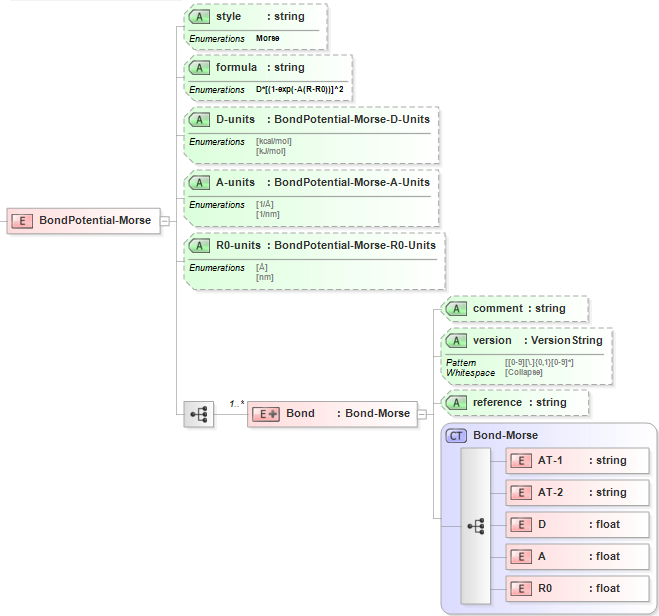 A style : string
Enumerations Morse
A formula : string
Enumerations D*[(1-exp(-A(R-R0))]^2
A D-units : BondPotential-Morse-D-Units
Enumerations [kcal/mol]
[kJ/mol]
A A-units : BondPotential-Morse-A-Units
Enumerations [1/Å]
[1/nm]
E BondPotential-Morse
A R0-units : BondPotential-Morse-R0-Units
Enumerations [Å]
[nm]
A comment : string
A version : VersionString
Pattern [[0-9][\.]{0,1}[0-9]*]
Whitespace [Collapse]
A reference : string
1..*
E Bond : Bond-Morse
CT Bond-Morse
E AT-1 : string
E AT-2 : string
E D : float
E A : float
E R0 : float